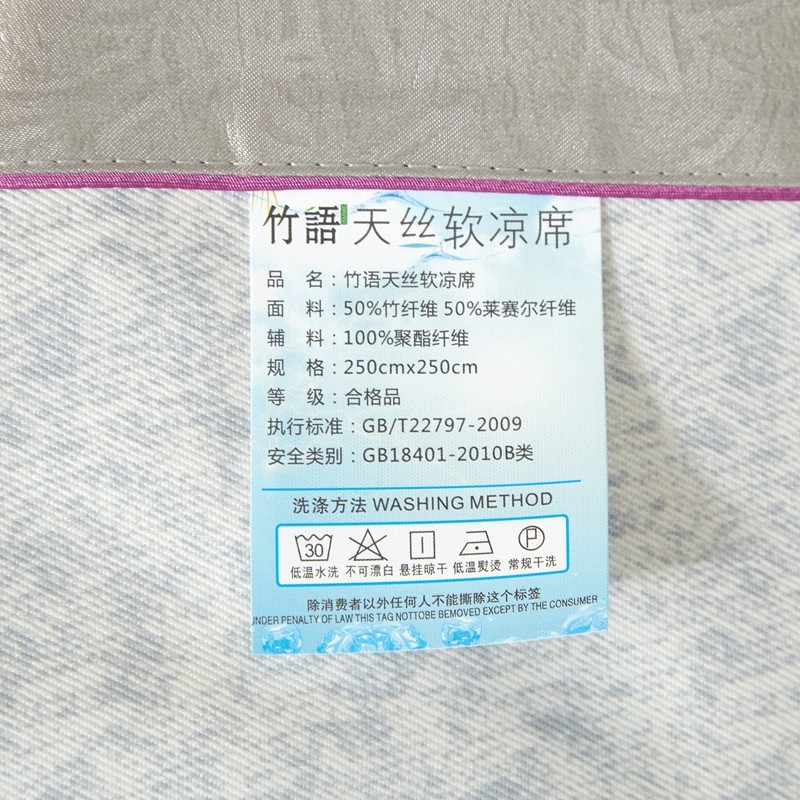 竹語 天丝软凉席
品 名：竹语天丝软凉席
面 料：50%竹纤维 50%莱赛尔纤维
辅 料：100%聚酯纤维
规 格：250cmx250cm
等 级：合格品
执行标准：GB/T22797-2009
安全类别：GB18401-2010B类
洗涤方法 WASHING METHOD
30 P
低温水洗 不可漂白 悬挂晾干 低温熨烫 常规干洗
除消费者以外任何人不能撕除这个标签
UNDER PENALTY OF LAW THIS TAG NOTTOBE BEMOVED EXCEPT BY THE CONSUMER